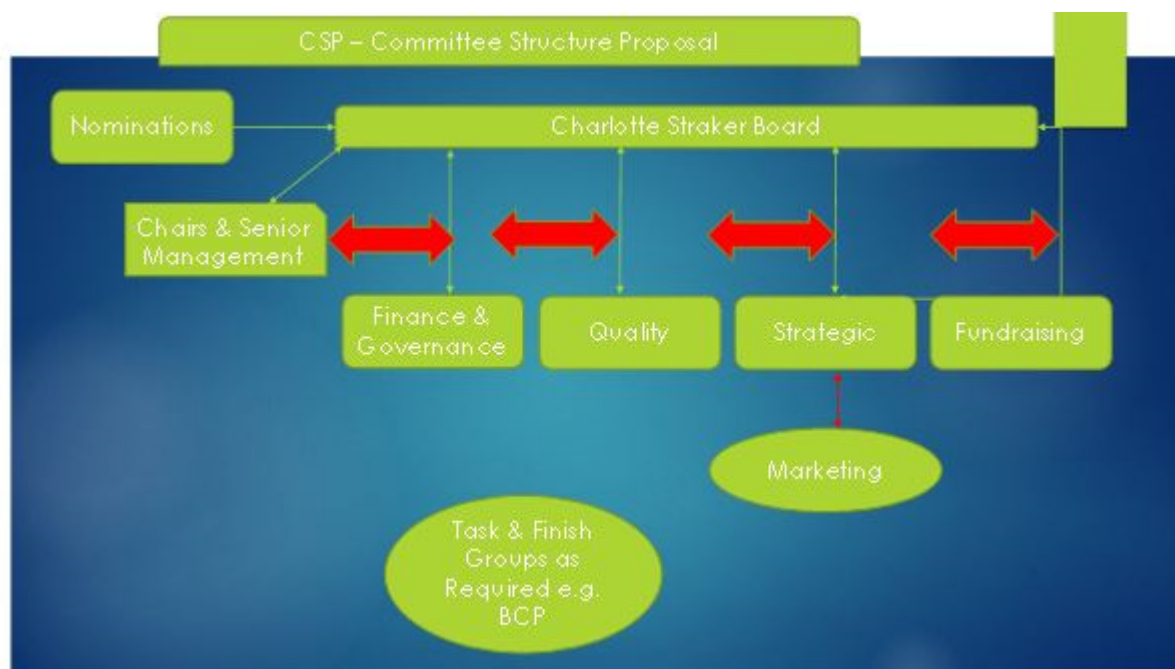 CSP – Committee Structure Proposal
Nominations
Charlotte Straker Board
Chairs & Senior
Management
Finance &
Governance
Quality
Strategic
Fundraising
Marketing
Task & Finish
Groups as
Required e.g.
BCP